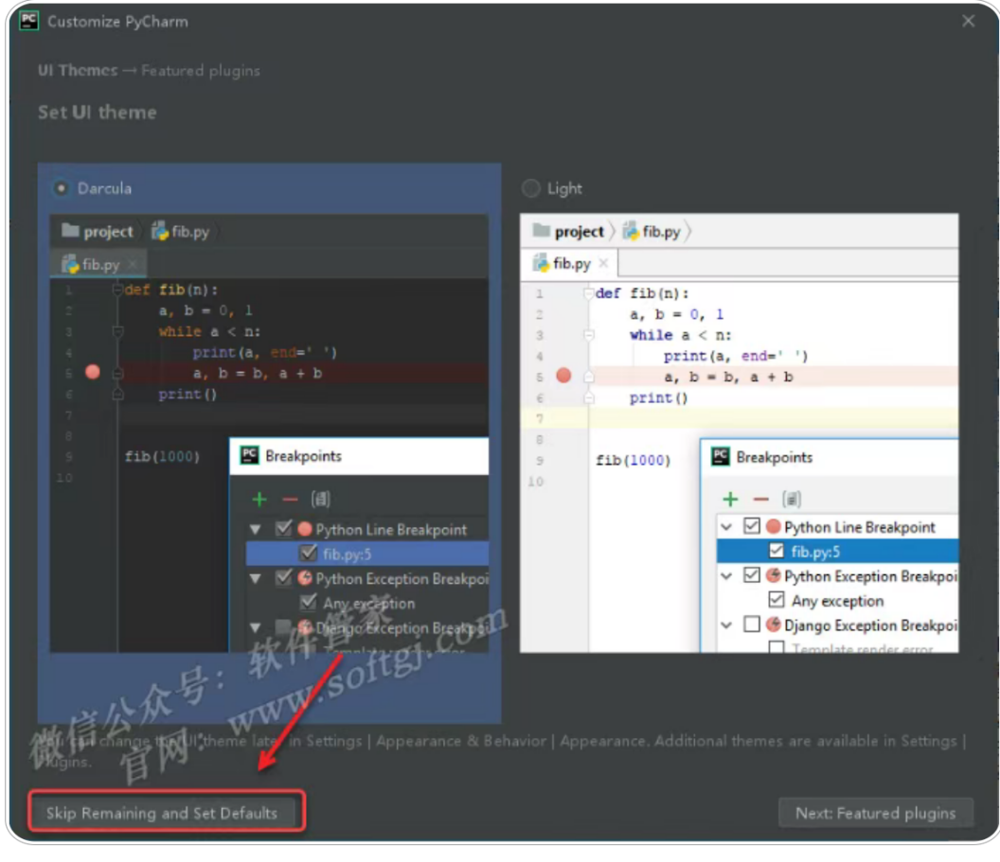 Customize PyCharm
UI Themes → Featured plugins
Set UI theme
Darcula
project fib.py
fib.py
1 def fib(n):
2 a, b = 0, 1
3 while a < n:
4 print(a, end=' ')
5 a, b = b, a + b
6 print()
7
8
9 fib(1000)
10
Breakpoints
Python Line Breakpoint
fib.py:5
Python Exception Breakpoi
Any exception
Django Exception Breakpoi
Template render error
Light
project fib.py
fib.py
1 def fib(n):
2 a, b = 0, 1
3 while a < n:
4 print(a, end=' ')
5 a, b = b, a + b
6 print()
7
8
9 fib(1000)
10
Breakpoints
Python Line Breakpoint
fib.py:5
Python Exception Breakpoi
Any exception
Django Exception Breakpoi
Template render error
微信公众号：软件管家
官网：www.softgj.com
You can change the UI theme later in Settings | Appearance & Behavior | Appearance. Additional themes are available in Settings |
Plugins.
Skip Remaining and Set Defaults
Next: Featured plugins